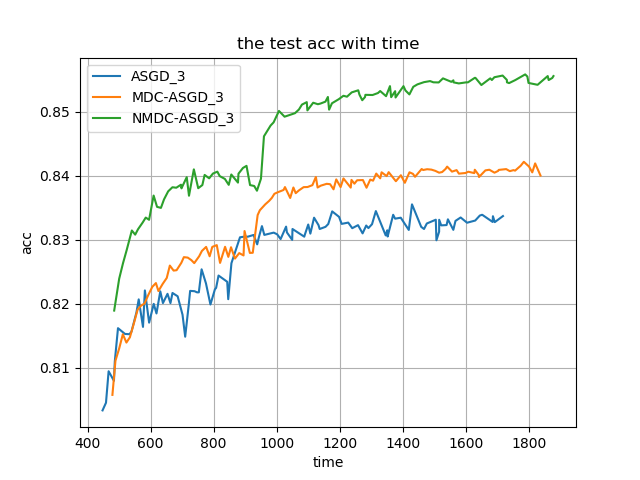 the test acc with time
ASGD_3
MDC-ASGD_3
NMDC-ASGD_3
0.85
0.84
0.83
0.82
0.81
acc
400 600 800 1000 1200 1400 1600 1800
time